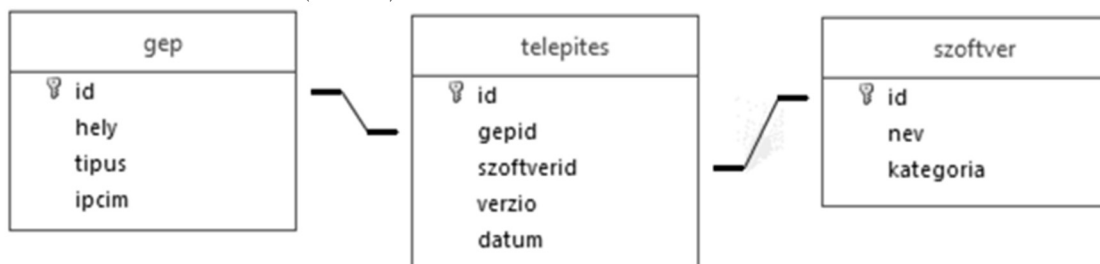 gep
id
hely
tipus
ipcim
telepites
id
gepid
szoftverid
verzio
datum
szoftver
id
nev
kategoria